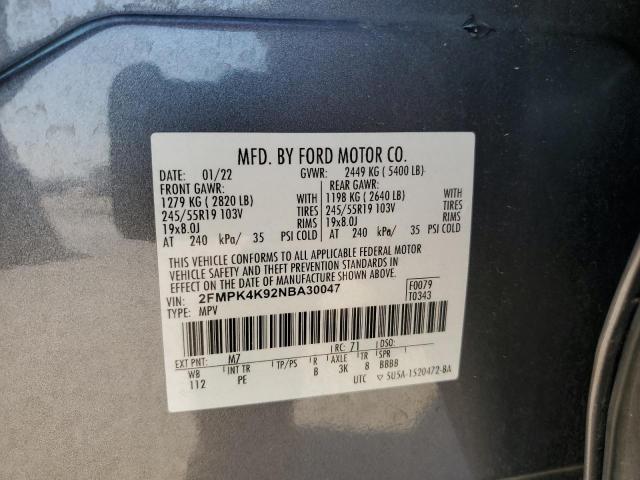 MFD. BY FORD MOTOR CO.
DATE: 01/22 GVWR: 2449 KG ( 5400 LB)
FRONT GAWR: REAR GAWR:
1279 KG ( 2820 LB) WITH 1198 KG ( 2640 LB) WITH
245/55R19 103V TIRES 245/55R19 103V TIRES
19x8.0J RIMS 19x8.0J RIMS
AT 240 kPa/ 35 PSI COLD AT 240 kPa/ 35 PSI COLD
THIS VEHICLE CONFORMS TO ALL APPLICABLE FEDERAL MOTOR
VEHICLE SAFETY AND THEFT PREVENTION STANDARDS IN
EFFECT ON THE DATE OF MANUFACTURE SHOWN ABOVE.
VIN: 2FMPK4K92NBA30047 F0079
TYPE: MPV T0343
EXT PNT: M7 RC: 71 DSO:
WB INT TR TP/PS R AXLE TR SPR
112 PE B 3K 8 BBBB
UTC ▽ 5U5A-1520472-BA